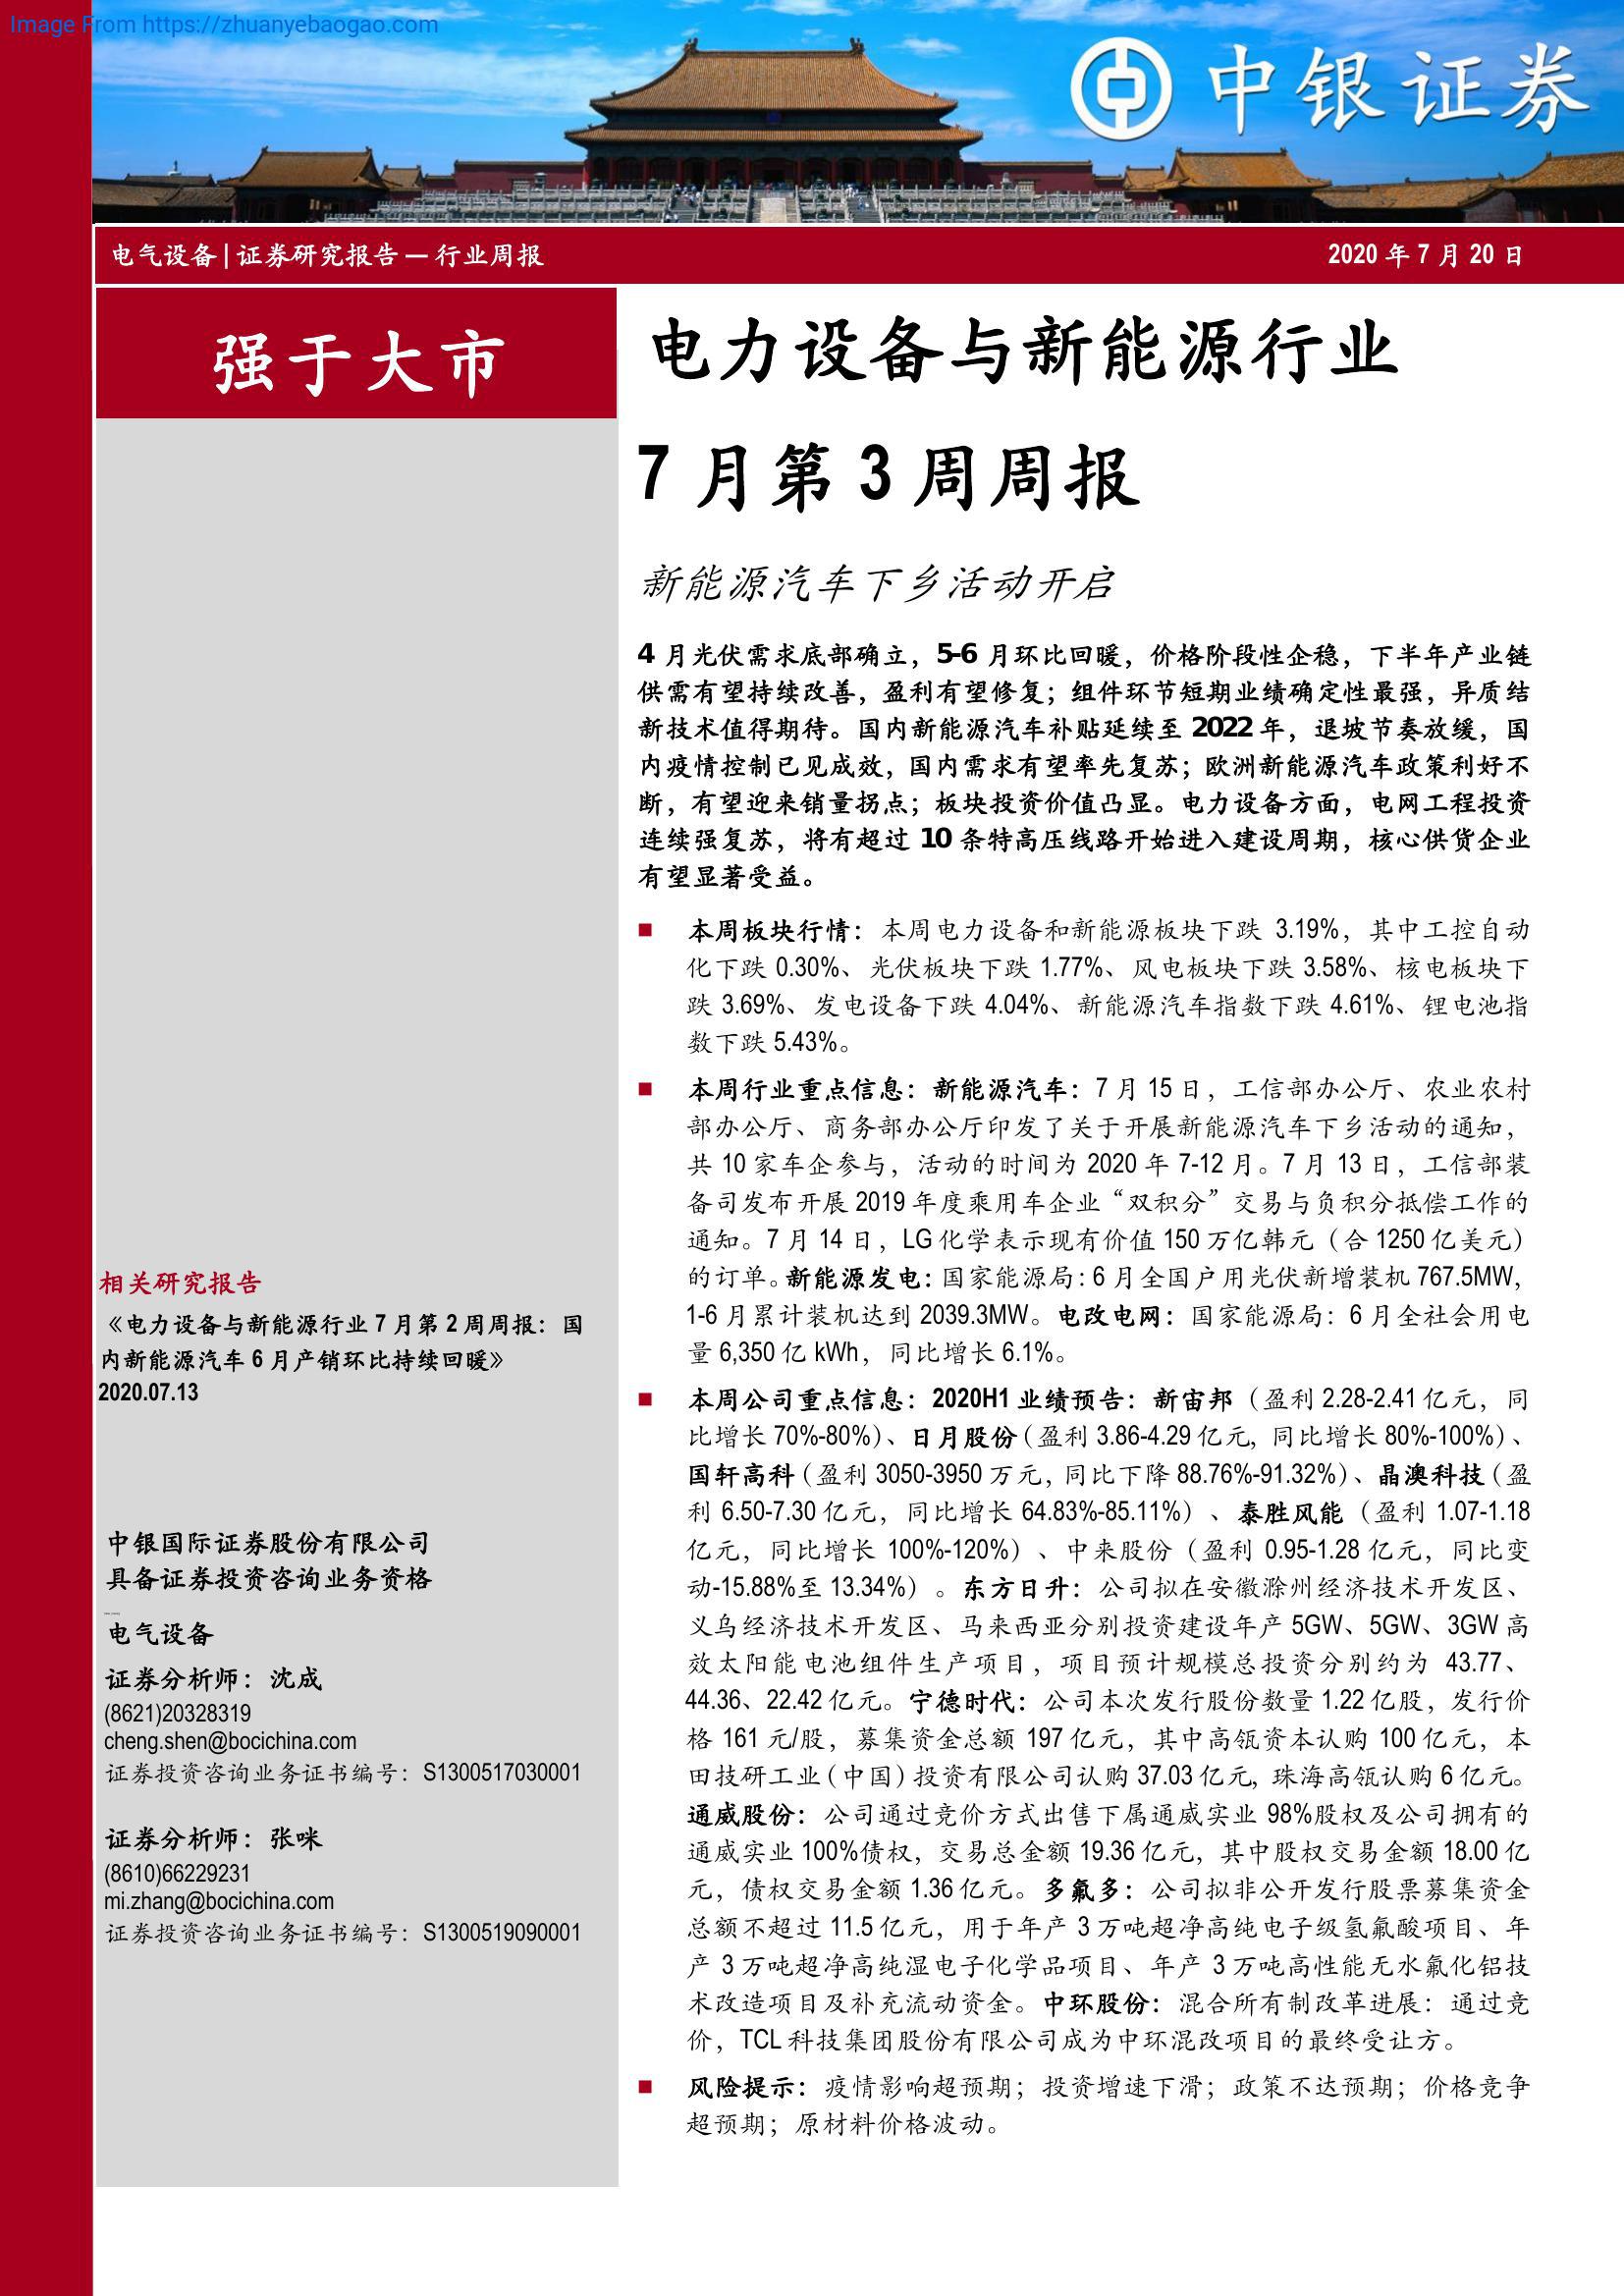 Image From https://zhuanyebaogao.com
中银证券
电气设备 | 证券研究报告 — 行业周报
2020 年 7 月 20 日
强于大市
电力设备与新能源行业
7 月第 3 周周报
新能源汽车下乡活动开启
4 月光伏需求底部确立，5-6 月环比回暖，价格阶段性企稳，下半年产业链
供需有望持续改善，盈利有望修复；组件环节短期业绩确定性最强，异质结
新技术值得期待。国内新能源汽车补贴延续至 2022 年，退坡节奏放缓，国
内疫情控制已见成效，国内需求有望率先复苏；欧洲新能源汽车政策利好不
断，有望迎来销量拐点；板块投资价值凸显。电力设备方面，电网工程投资
连续强复苏，将有超过 10 条特高压线路开始进入建设周期，核心供货企业
有望显著受益。
■ 本周板块行情：本周电力设备和新能源板块下跌 3.19%，其中工控自动
化下跌 0.30%、光伏板块下跌 1.77%、风电板块下跌 3.58%、核电板块下
跌 3.69%、发电设备下跌 4.04%、新能源汽车指数下跌 4.61%、锂电池指
数下跌 5.43%。
■ 本周行业重点信息：新能源汽车：7 月 15 日，工信部办公厅、农业农村
部办公厅、商务部办公厅印发了关于开展新能源汽车下乡活动的通知，
共 10 家车企参与，活动的时间为 2020 年 7-12 月。7 月 13 日，工信部装
备司发布开展 2019 年度乘用车企业“双积分”交易与负积分抵偿工作的
通知。7 月 14 日，LG 化学表示现有价值 150 万亿韩元（合 1250 亿美元）
的订单。新能源发电：国家能源局：6 月全国户用光伏新增装机 767.5MW，
1-6 月累计装机达到 2039.3MW。电改电网：国家能源局：6 月全社会用电
量 6,350 亿 kWh，同比增长 6.1%。
■ 本周公司重点信息：2020H1 业绩预告：新宙邦（盈利 2.28-2.41 亿元，同
比增长 70%-80%）、日月股份（盈利 3.86-4.29 亿元，同比增长 80%-100%）、
国轩高科（盈利 3050-3950 万元，同比下降 88.76%-91.32%）、晶澳科技（盈
利 6.50-7.30 亿元，同比增长 64.83%-85.11%）、泰胜风能（盈利 1.07-1.18
亿元，同比增长 100%-120%）、中来股份（盈利 0.95-1.28 亿元，同比变
动-15.88%至 13.34%）。东方日升：公司拟在安徽滁州经济技术开发区、
义乌经济技术开发区、马来西亚分别投资建设年产 5GW、5GW、3GW 高
效太阳能电池组件生产项目，项目预计规模总投资分别约为 43.77、
44.36、22.42 亿元。宁德时代：公司本次发行股份数量 1.22 亿股，发行价
格 161 元/股，募集资金总额 197 亿元，其中高瓴资本认购 100 亿元，本
田技研工业（中国）投资有限公司认购 37.03 亿元，珠海高瓴认购 6 亿元。
通威股份：公司通过竞价方式出售下属通威实业 98%股权及公司拥有的
通威实业 100%债权，交易总金额 19.36 亿元，其中股权交易金额 18.00 亿
元，债权交易金额 1.36 亿元。多氟多：公司拟非公开发行股票募集资金
总额不超过 11.5 亿元，用于年产 3 万吨超净高纯电子级氢氟酸项目、年
产 3 万吨超净高纯湿电子化学品项目、年产 3 万吨高性能无水氟化铝技
术改造项目及补充流动资金。中环股份：混合所有制改革进展：通过竞
价，TCL 科技集团股份有限公司成为中环混改项目的最终受让方。
■ 风险提示：疫情影响超预期；投资增速下滑；政策不达预期；价格竞争
超预期；原材料价格波动。
相关研究报告
《电力设备与新能源行业 7 月第 2 周周报：国
内新能源汽车 6 月产销环比持续回暖》
2020.07.13
中银国际证券股份有限公司
具备证券投资咨询业务资格
电气设备
证券分析师：沈成
(8621)20328319
cheng.shen@bocichina.com
证券投资咨询业务证书编号：S1300517030001
证券分析师：张咪
(8610)66229231
mi.zhang@bocichina.com
证券投资咨询业务证书编号：S1300519090001